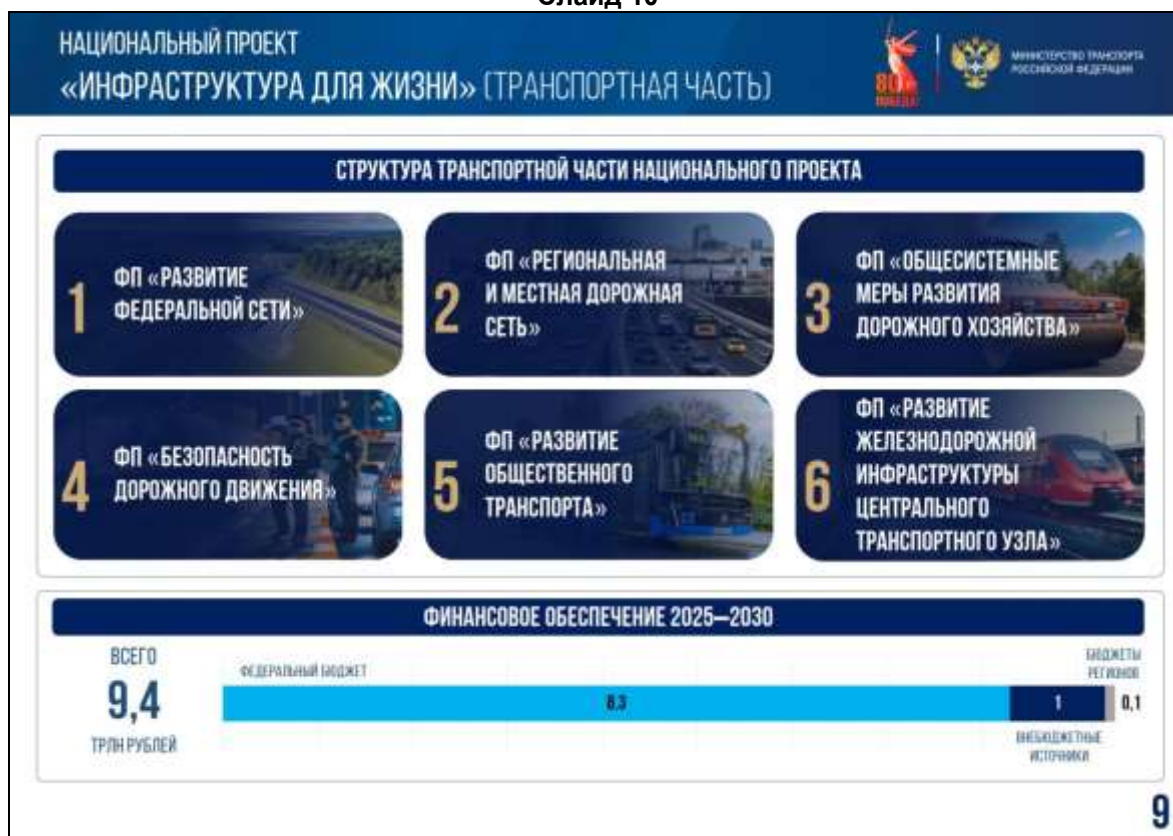 Слайд 10
НАЦИОНАЛЬНЫЙ ПРОЕКТ
«ИНФРАСТРУКТУРА ДЛЯ ЖИЗНИ» (ТРАНСПОРТНАЯ ЧАСТЬ)
80
ПОБЕДА!
МИНИСТЕРСТВО ТРАНСПОРТА
РОССИЙСКОЙ ФЕДЕРАЦИИ
СТРУКТУРА ТРАНСПОРТНОЙ ЧАСТИ НАЦИОНАЛЬНОГО ПРОЕКТА
1
ФП «РАЗВИТИЕ
ФЕДЕРАЛЬНОЙ СЕТИ»
2
ФП «РЕГИОНАЛЬНАЯ
И МЕСТНАЯ ДОРОЖНАЯ
СЕТЬ»
3
ФП «ОБЩЕСИСТЕМНЫЕ
МЕРЫ РАЗВИТИЯ
ДОРОЖНОГО ХОЗЯЙСТВА»
4
ФП «БЕЗОПАСНОСТЬ
ДОРОЖНОГО ДВИЖЕНИЯ»
5
ФП «РАЗВИТИЕ
ОБЩЕСТВЕННОГО
ТРАНСПОРТА»
6
ФП «РАЗВИТИЕ
ЖЕЛЕЗНОДОРОЖНОЙ
ИНФРАСТРУКТУРЫ
ЦЕНТРАЛЬНОГО
ТРАНСПОРТНОГО УЗЛА»
ФИНАНСОВОЕ ОБЕСПЕЧЕНИЕ 2025—2030
ВСЕГО
9,4
ТРЛН РУБЛЕЙ
ФЕДЕРАЛЬНЫЙ БЮДЖЕТ
8,3
БЮДЖЕТЫ
РЕГИОНОВ
1
0,1
ВНЕБЮДЖЕТНЫЕ
ИСТОЧНИКИ
9